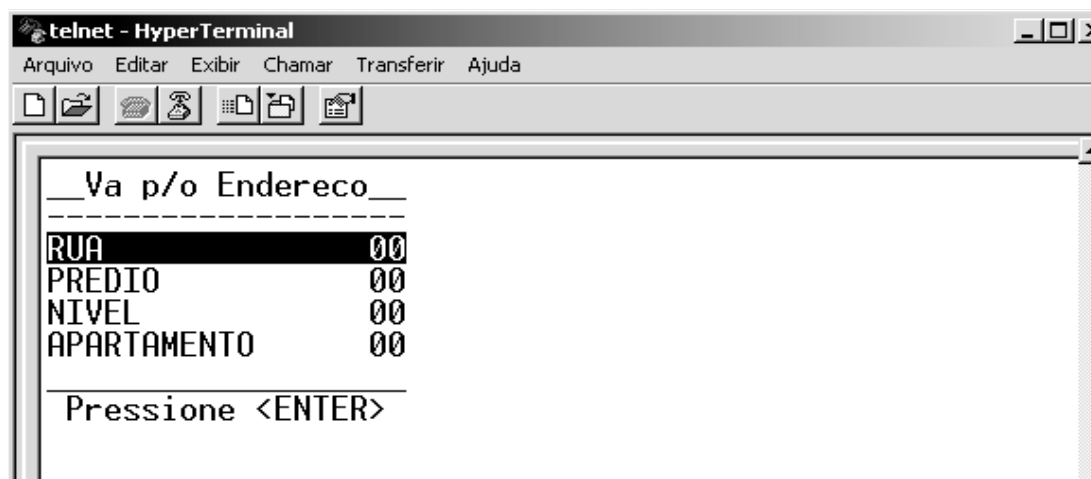 telnet - HyperTerminal
Arquivo Editar Exibir Chamar Transferir Ajuda
__Va p/o Endereco__
-------------------
RUA 00
PREDIO 00
NIVEL 00
APARTAMENTO 00
___________________
Pressione <ENTER>